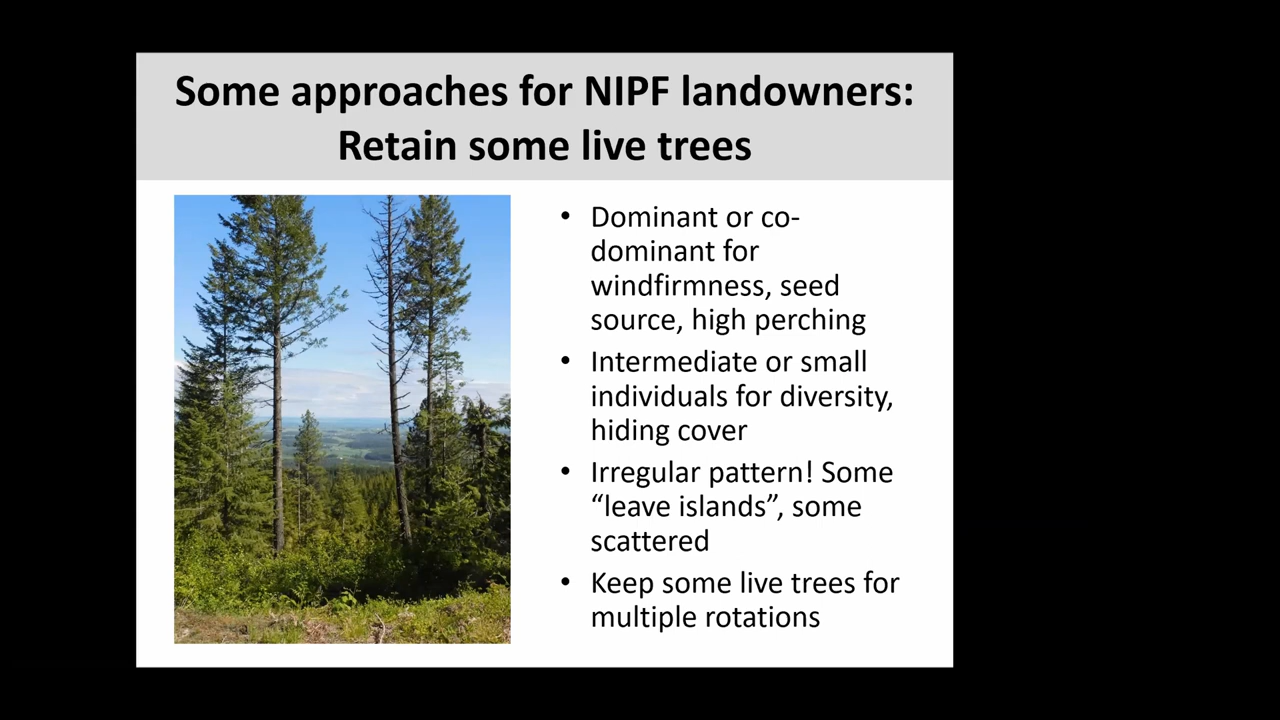 Some approaches for NIPF landowners:
Retain some live trees
• Dominant or co-
dominant for
windfirmness, seed
source, high perching
• Intermediate or small
individuals for diversity,
hiding cover
• Irregular pattern! Some
“leave islands”, some
scattered
• Keep some live trees for
multiple rotations